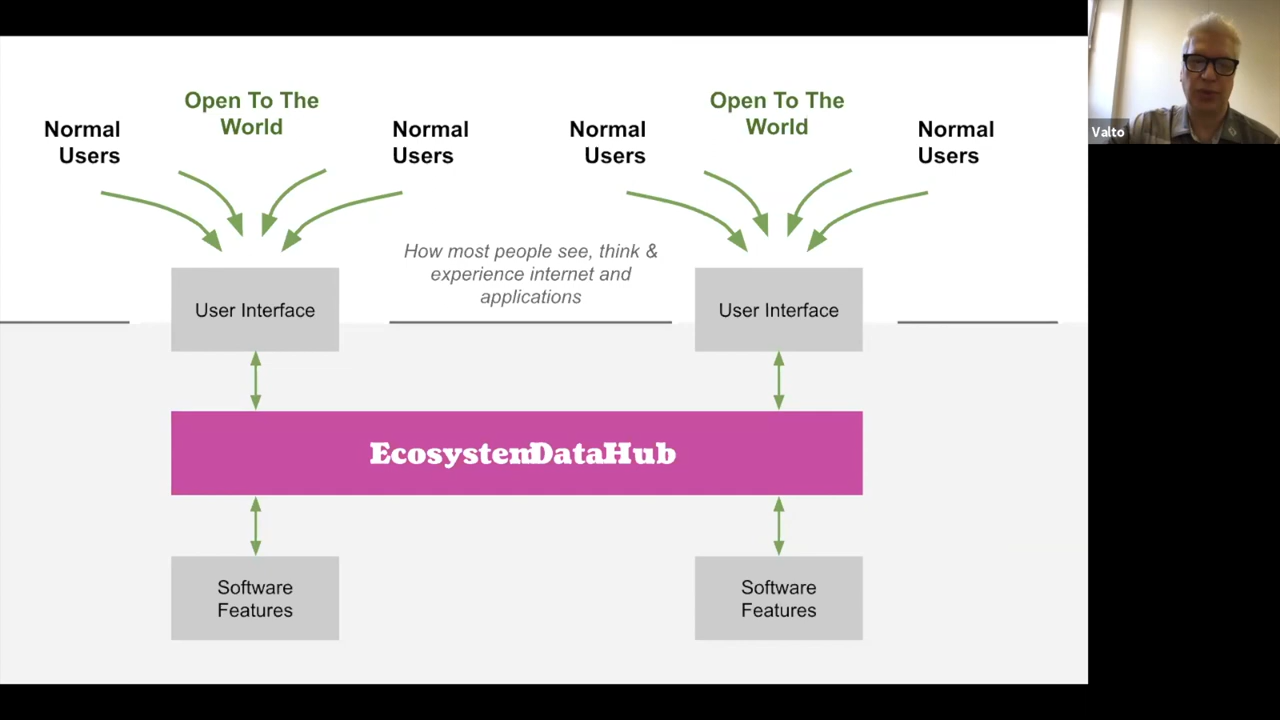 Open To The
World
Normal
Users
Normal
Users
Open To The
World
Normal
Users
Normal
Users
How most people see, think &
experience internet and
applications
User Interface
User Interface
EcosystemDataHub
Software
Features
Software
Features
Valto